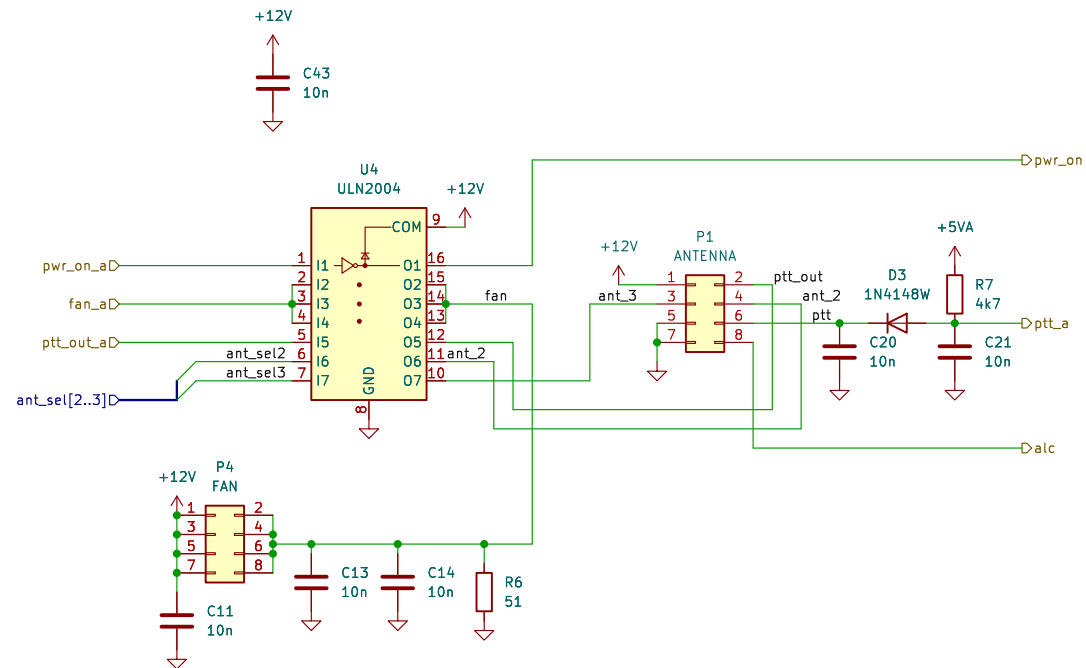 +12V
C43
10n
U4
ULN2004
+12V
COM
9
pwr_on
pwr_on_a
fan_a
ptt_out_a
ant_sel2
ant_sel3
ant_sel[2..3]
1
2
3
4
5
6
7
I1
I2
I3
I4
I5
I6
I7
O1
O2
O3
O4
O5
O6
O7
16
15
14
13
12
11
10
GND
8
fan
ant_2
+12V
P1
ANTENNA
ant_3
1
3
5
7
2
4
6
8
ptt_out
ant_2
ptt
D3
1N4148W
+5VA
R7
4k7
ptt_a
C20
10n
C21
10n
alc
+12V
P4
FAN
1
3
5
7
2
4
6
8
C11
10n
C13
10n
C14
10n
R6
51